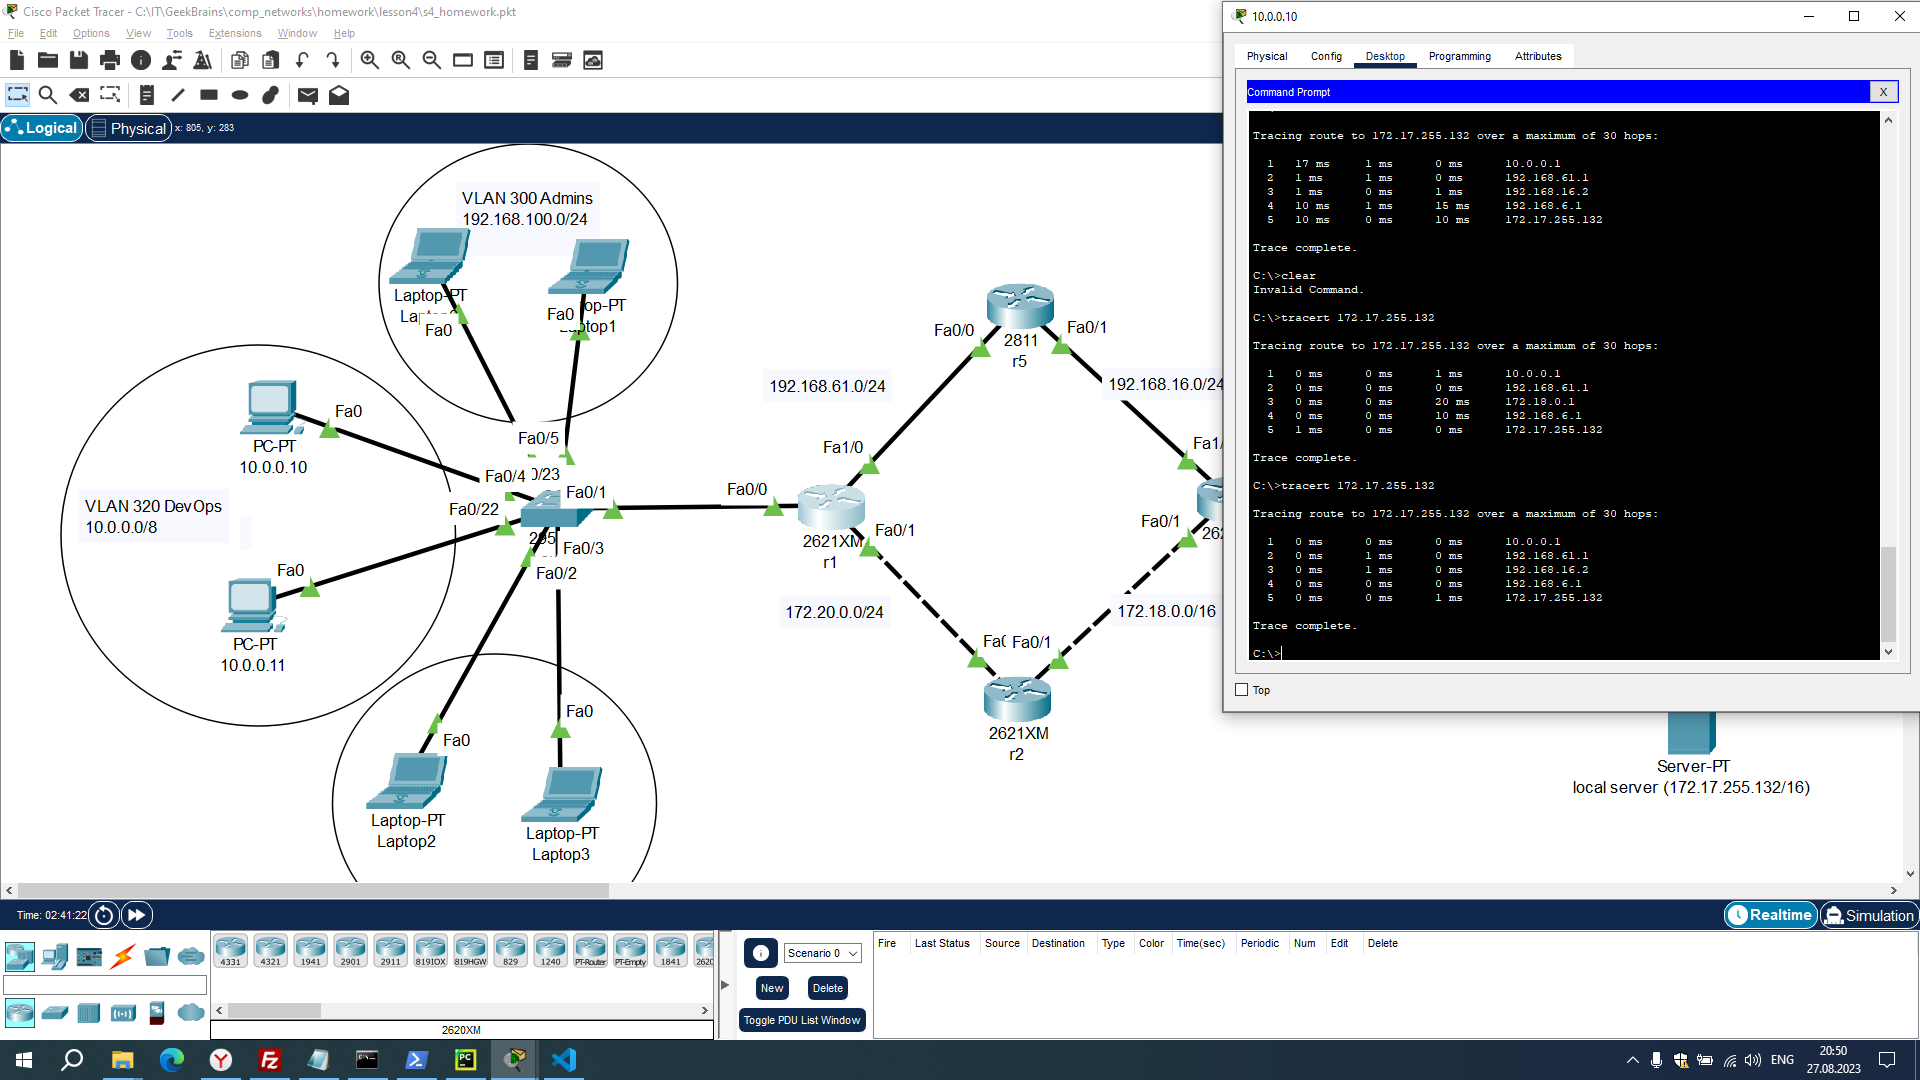 Cisco Packet Tracer - C:\IT\GeekBrains\comp_networks\homework\lesson4\s4_homework.pkt
File Edit Options View Tools Extensions Window Help
Logical Physical x: 805, y: 283
VLAN 300 Admins
192.168.100.0/24
Laptop-PT
Fa0
Fa0
Laptop1
VLAN 320 DevOps
10.0.0.0/8
Fa0
PC-PT
10.0.0.10
Fa0
PC-PT
10.0.0.11
Fa0/5
Fa0/4
0/23
Fa0/1
Fa0/22
295
Fa0/3
Fa0/2
Fa0
Laptop-PT
Laptop2
Fa0
Laptop-PT
Laptop3
Fa0/0
2621XM
r1
Fa1/0
Fa0/1
192.168.61.0/24
Fa0/0
Fa0/1
2811
r5
192.168.16.0/24
Fa1/
Fa0/1
262
172.20.0.0/24
172.18.0.0/16
Fa0/1
2621XM
r2
Server-PT
local server (172.17.255.132/16)
10.0.0.10
Physical Config Desktop Programming Attributes
Command Prompt X
Tracing route to 172.17.255.132 over a maximum of 30 hops:
1 17 ms 1 ms 0 ms 10.0.0.1
2 1 ms 1 ms 0 ms 192.168.61.1
3 1 ms 0 ms 1 ms 192.168.16.2
4 10 ms 1 ms 15 ms 192.168.6.1
5 10 ms 0 ms 10 ms 172.17.255.132
Trace complete.
C:\>clear
Invalid Command.
C:\>tracert 172.17.255.132
Tracing route to 172.17.255.132 over a maximum of 30 hops:
1 0 ms 0 ms 1 ms 10.0.0.1
2 0 ms 0 ms 0 ms 192.168.61.1
3 0 ms 0 ms 20 ms 172.18.0.1
4 0 ms 0 ms 10 ms 192.168.6.1
5 1 ms 0 ms 0 ms 172.17.255.132
Trace complete.
C:\>tracert 172.17.255.132
Tracing route to 172.17.255.132 over a maximum of 30 hops:
1 0 ms 0 ms 0 ms 10.0.0.1
2 0 ms 1 ms 0 ms 192.168.61.1
3 0 ms 1 ms 0 ms 192.168.16.2
4 0 ms 0 ms 0 ms 192.168.6.1
5 0 ms 0 ms 1 ms 172.17.255.132
Trace complete.
C:\>
Top
Time: 02:41:22 Realtime Simulation
4331 4321 1941 2901 2911 819IOX 819HGW 829 1240 PT-Router PT-Empty 1841 2620
2620XM
Scenario 0
New Delete
Toggle PDU List Window
Fire Last Status Source Destination Type Color Time(sec) Periodic Num Edit Delete
ENG
20:50
27.08.2023